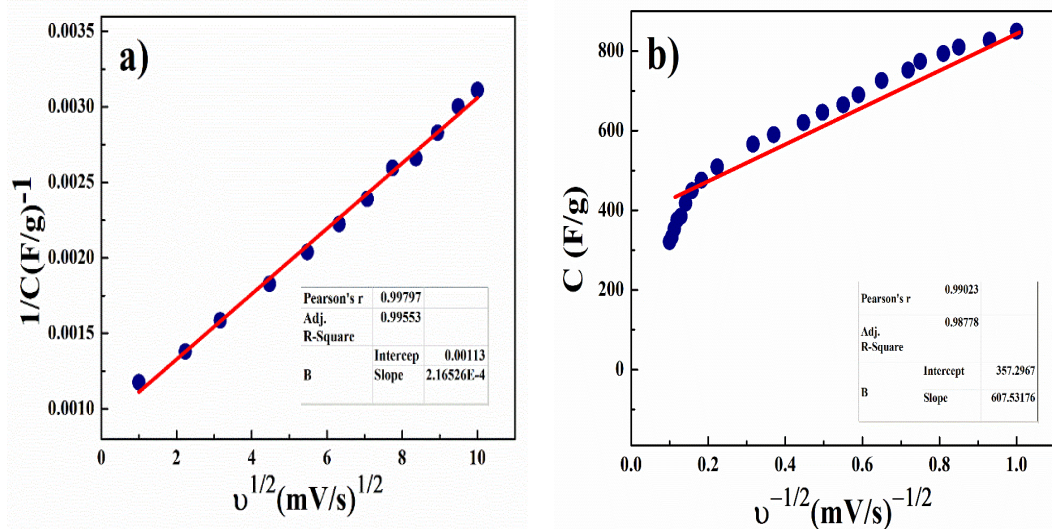 a)
0.0035
0.0030
0.0025
0.0020
0.0015
0.0010
1/C(F/g)-1
0 2 4 6 8 10
υ^1/2(mV/s)^1/2
Pearson's r 0.99797
Adj. 0.99553
R-Square
Intercep 0.00113
B Slope 2.16526E-4
b)
800
600
400
200
0
C (F/g)
0.0 0.2 0.4 0.6 0.8 1.0
υ^−1/2(mV/s)^−1/2
0.99023
Pearson's r
0.98778
Adj.
R-Square
Intercept 357.2967
B
Slope 607.53176